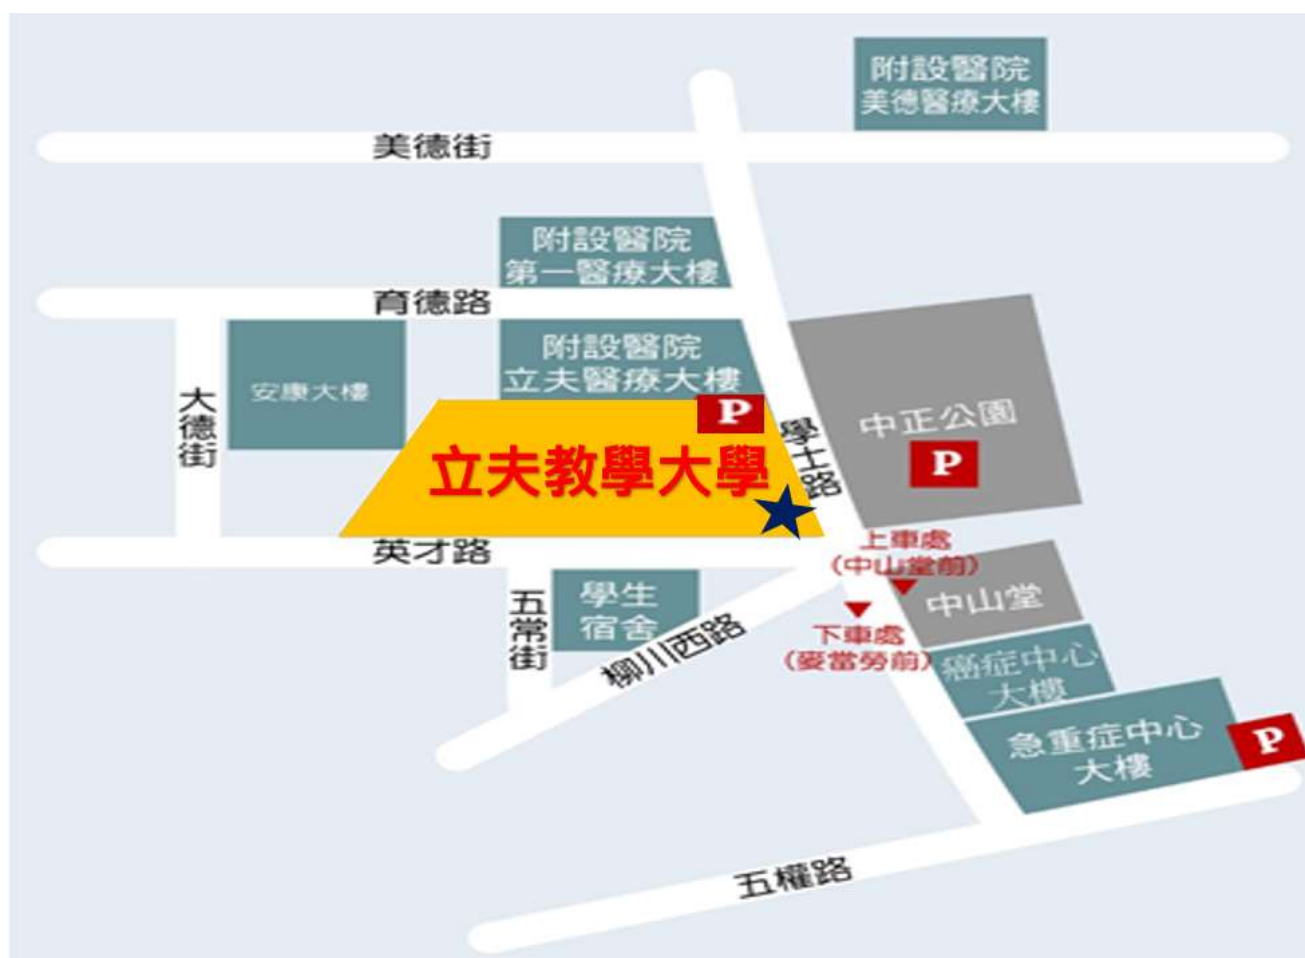 附設醫院
美德醫療大樓
美德街
附設醫院
第一醫療大樓
育德路
附設醫院
立夫醫療大樓
安康大樓
大德街
P
學士路
中正公園
P
立夫教學大學
英才路
上車處
(中山堂前)
中山堂
學生
宿舍
五常街
柳川西路
下車處
(麥當勞前)
癌症中心
大樓
急重症中心
大樓
P
五權路